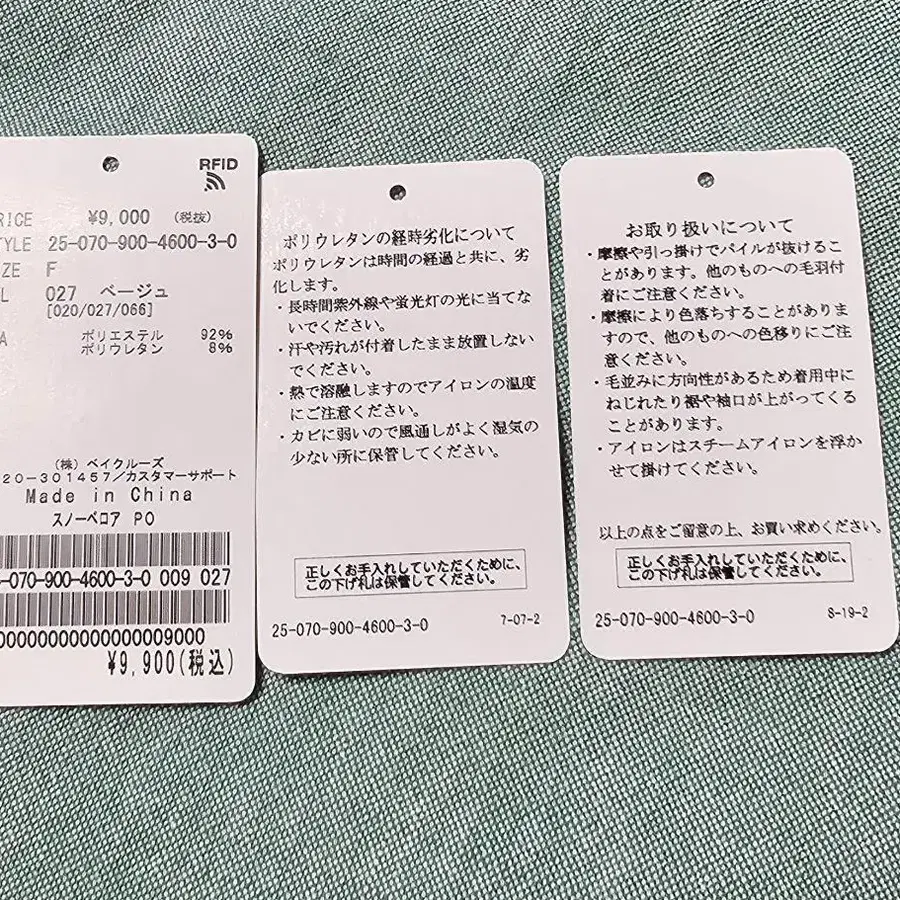 RFID
RICE ¥9,000 (税抜)
TYLE 25-070-900-4600-3-0
ZE F
L 027 ベージュ
[020/027/066]
A ポリエステル 92%
ポリウレタン 8%
(株) ベイクルーズ
20-301457/カスタマーサポート
Made in China
スノーベロア PO
-070-900-4600-3-0 009 027
0000000000000000009000
¥9,900(税込)
ポリウレタンの経時劣化について
ポリウレタンは時間の経過と共に、劣
化します。
・長時間紫外線や蛍光灯の光に当てな
いでください。
・汗や汚れが付着したまま放置しない
でください。
・熱で溶融しますのでアイロンの温度
にご注意ください。
・カビに弱いので風通しがよく湿気の
少ない所に保管してください。
正しくお手入れしていただくために、
この下げ札は保管してください。
25-070-900-4600-3-0 7-07-2
お取り扱いについて
・摩擦や引っ掛けでパイルが抜けるこ
とがあります。他のものへの毛羽付
着にご注意ください。
・摩擦により色落ちすることがありま
すので、他のものへの色移りにご注
意ください。
・毛並みに方向性があるため着用中に
ねじれたり裾や袖口が上がってくる
ことがあります。
・アイロンはスチームアイロンを浮か
せて掛けてください。
以上の点をご留意の上、お買い求めください。
正しくお手入れしていただくために、
この下げ札は保管してください。
25-070-900-4600-3-0 8-19-2